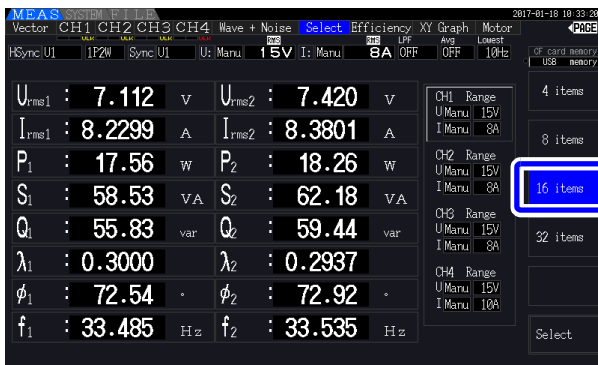 MEAS SYSTEM FILE 2017-01-18 10:33:20
Vector CH1 CH2 CH3 CH4 Wave + Noise Select Efficiency XY Graph Motor ◀PAGE
RMS RMS LPF Avg Lowest
HSync U1 1P2W Sync U1 U: Manu 15V I: Manu 8A OFF OFF 10Hz
CF card memory
USB memory
Urms1 : 7.112 V Urms2 : 7.420 V
Irms1 : 8.2299 A Irms2 : 8.3801 A
P1 : 17.56 W P2 : 18.26 W
S1 : 58.53 VA S2 : 62.18 VA
Q1 : 55.83 var Q2 : 59.44 var
λ1 : 0.3000 λ2 : 0.2937
φ1 : 72.54 ° φ2 : 72.92 °
f1 : 33.485 Hz f2 : 33.535 Hz
CH1 Range
U Manu 15V
I Manu 8A
CH2 Range
U Manu 15V
I Manu 8A
CH3 Range
U Manu 15V
I Manu 8A
CH4 Range
U Manu 15V
I Manu 10A
4 items
8 items
16 items
32 items
Select